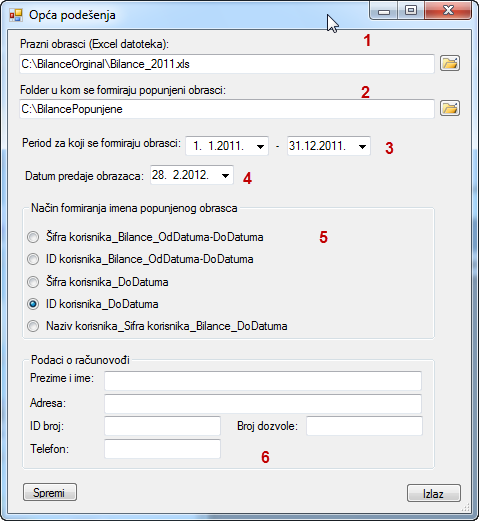 Opća podešenja
Prazni obrasci (Excel datoteka): 1
C:\BilanceOrginal\Bilance_2011.xls
Folder u kom se formiraju popunjeni obrasci: 2
C:\BilancePopunjene
Period za koji se formiraju obrasci: 1. 1.2011. - 31.12.2011. 3
Datum predaje obrazaca: 28. 2.2012. 4
Način formiranja imena popunjenog obrasca
Šifra korisnika_Bilance_OdDatuma-DoDatuma 5
ID korisnika_Bilance_OdDatuma-DoDatuma
Šifra korisnika_DoDatuma
ID korisnika_DoDatuma
Naziv korisnika_Sifra korisnika_Bilance_DoDatuma
Podaci o računovođi
Prezime i ime:
Adresa:
ID broj: Broj dozvole:
Telefon: 6
Spremi Izlaz